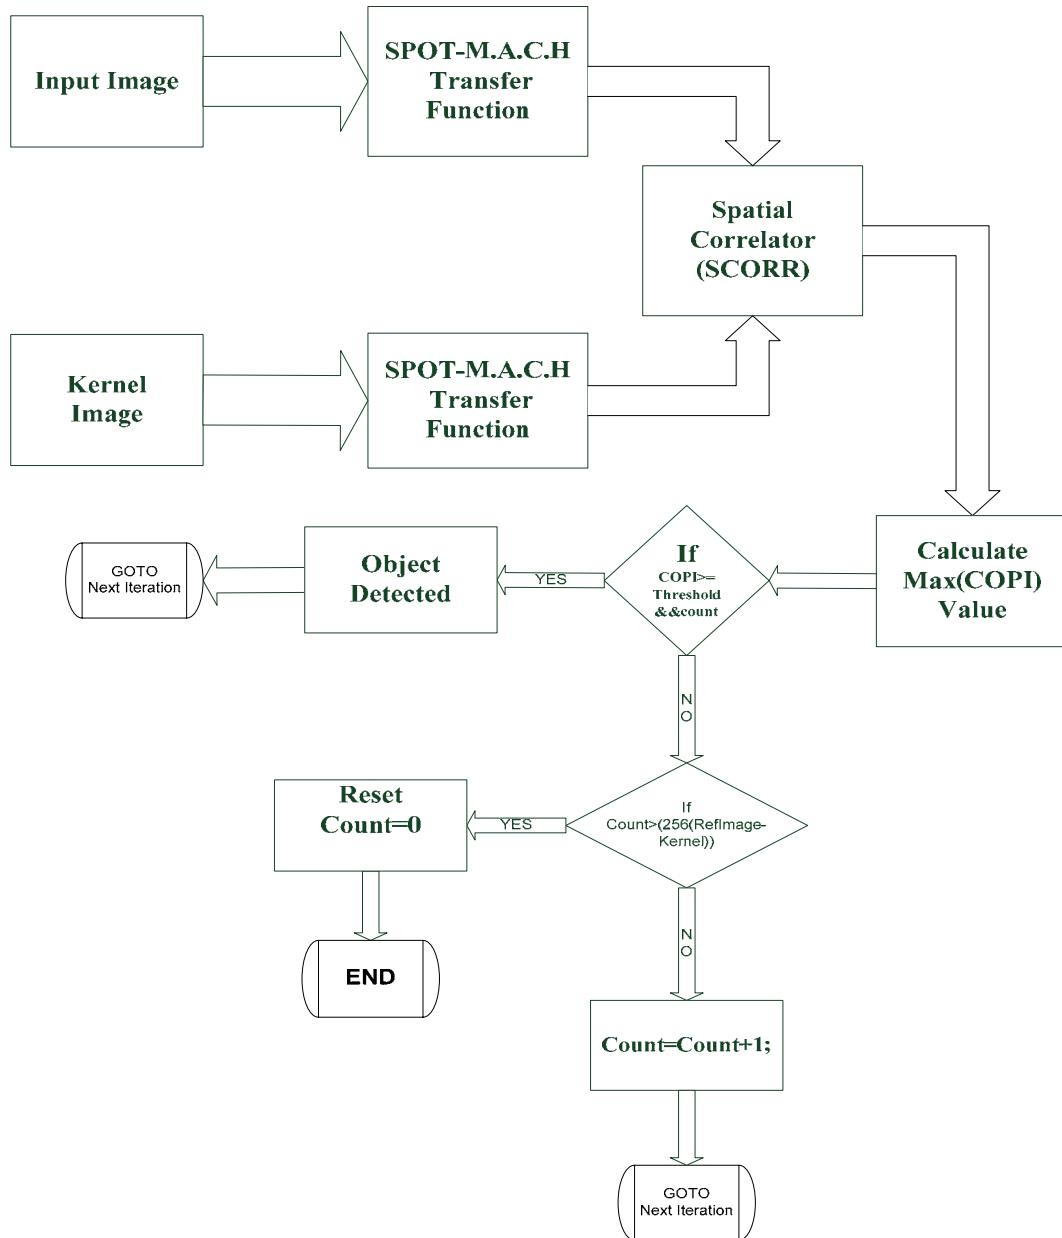 Input Image
SPOT-M.A.C.H
Transfer
Function
Spatial
Correlator
(SCORR)
Kernel
Image
SPOT-M.A.C.H
Transfer
Function
Calculate
Max(COPI)
Value
If
COPI>=
Threshold
&&count
YES
Object
Detected
GOTO
Next Iteration
N
O
If
Count>(256(RefImage-
Kernel))
YES
Reset
Count=0
END
N
O
Count=Count+1;
GOTO
Next Iteration